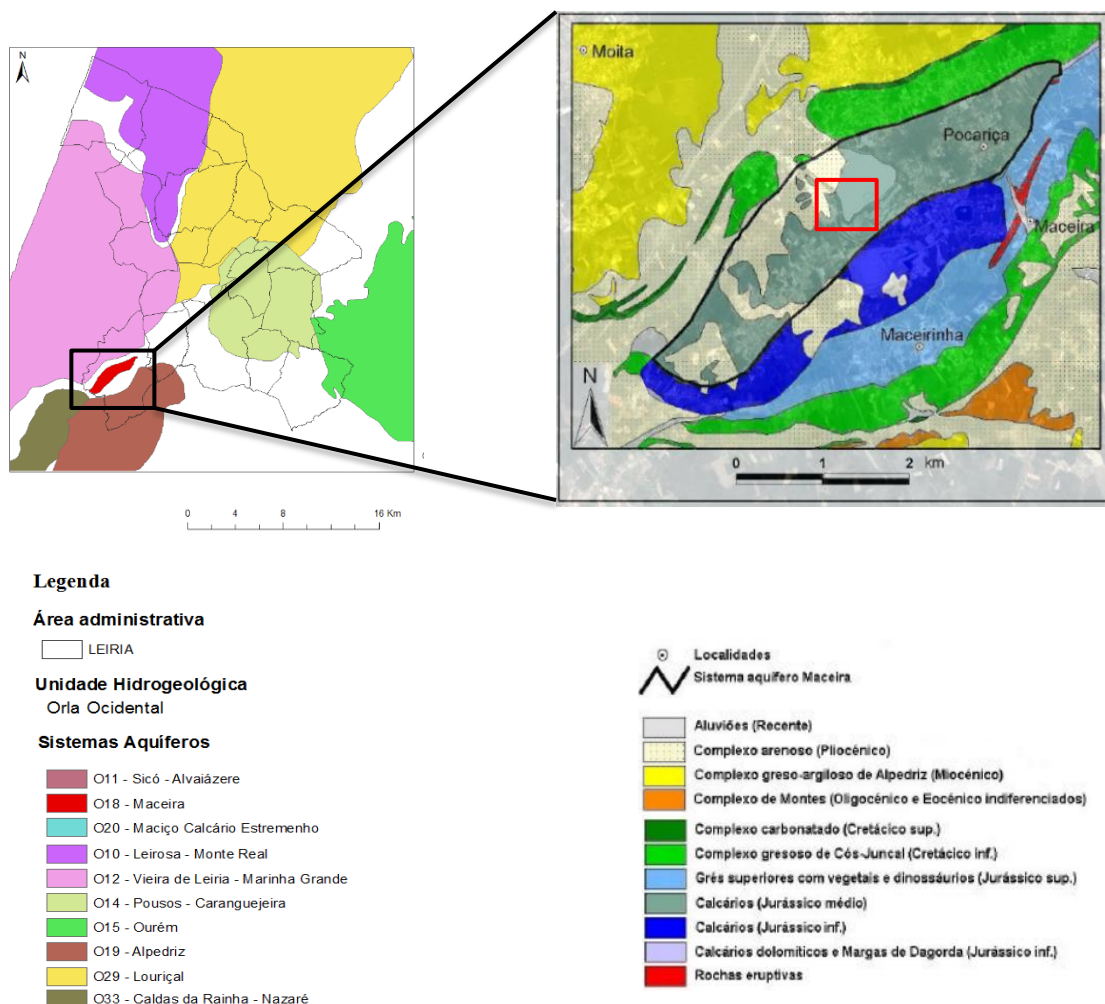 N
0 4 8 16 Km
Moita
Pocariça
Maceira
Maceirinha
N
0 1 2 km
Legenda
Área administrativa
LEIRIA
Unidade Hidrogeológica
Orla Ocidental
Sistemas Aquíferos
O11 - Sicó - Alvaiázere
O18 - Maceira
O20 - Maciço Calcário Estremenho
O10 - Leirosa - Monte Real
O12 - Vieira de Leiria - Marinha Grande
O14 - Pousos - Caranguejeira
O15 - Ourém
O19 - Alpedriz
O29 - Louriçal
O33 - Caldas da Rainha - Nazaré
Localidades
Sistema aquífero Maceira
Aluviões (Recente)
Complexo arenoso (Pliocénico)
Complexo greso-argiloso de Alpedriz (Miocénico)
Complexo de Montes (Oligocénico e Eocénico indiferenciados)
Complexo carbonatado (Cretácico sup.)
Complexo gresoso de Cós-Juncal (Cretácico inf.)
Grés superiores com vegetais e dinossáurios (Jurássico sup.)
Calcários (Jurássico médio)
Calcários (Jurássico inf.)
Calcários dolomíticos e Margas de Dagorda (Jurássico inf.)
Rochas eruptivas